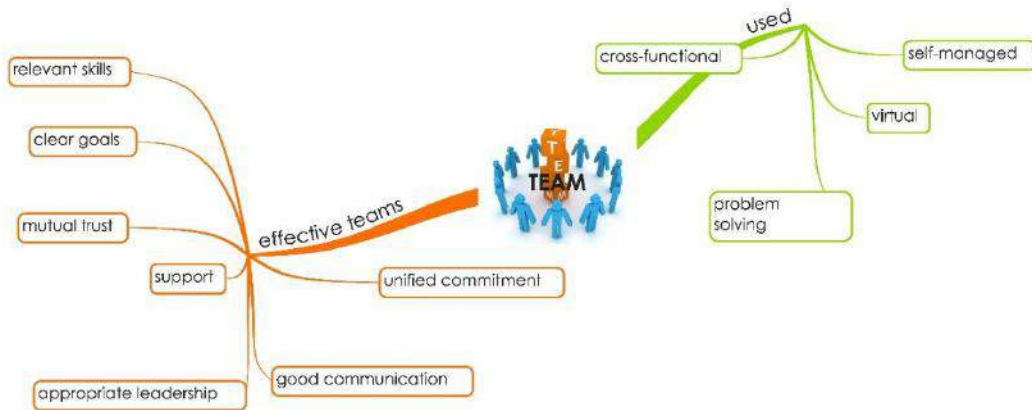 used
cross-functional
self-managed
virtual
problem
solving
T
E
TEAM
effective teams
relevant skills
clear goals
mutual trust
support
unified commitment
appropriate leadership
good communication